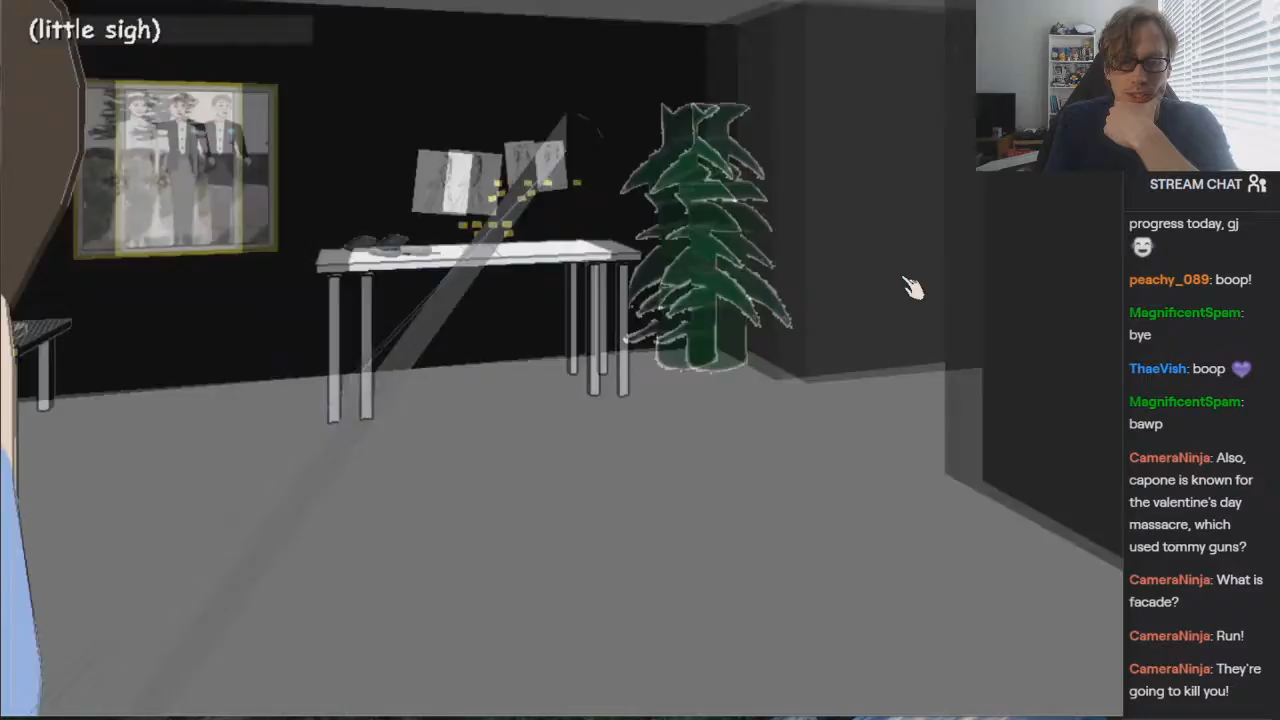 (little sigh)
STREAM CHAT
progress today, gj
peachy_089: boop!
MagnificentSpam:
bye
ThaeVish: boop
MagnificentSpam:
bawp
CameraNinja: Also,
capone is known for
the valentine's day
massacre, which
used tommy guns?
CameraNinja: What is
facade?
CameraNinja: Run!
CameraNinja: They're
going to kill you!